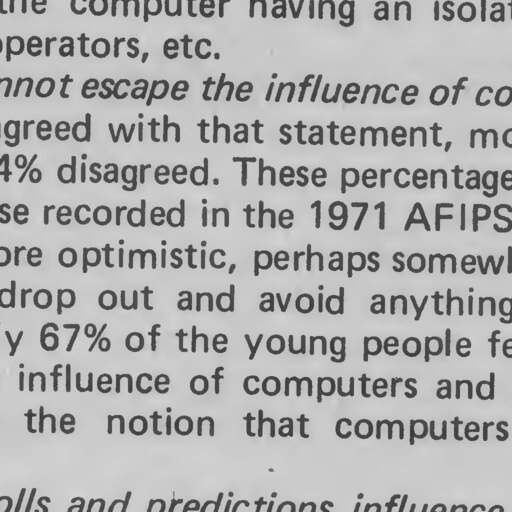 the computer having an isolat
operators, etc.
nnot escape the influence of co
agreed with that statement, mo
4% disagreed. These percentage
se recorded in the 1971 AFIPS
ore optimistic, perhaps somewh
drop out and avoid anything
y 67% of the young people fe
influence of computers and
the notion that computers
olls and predictions influence